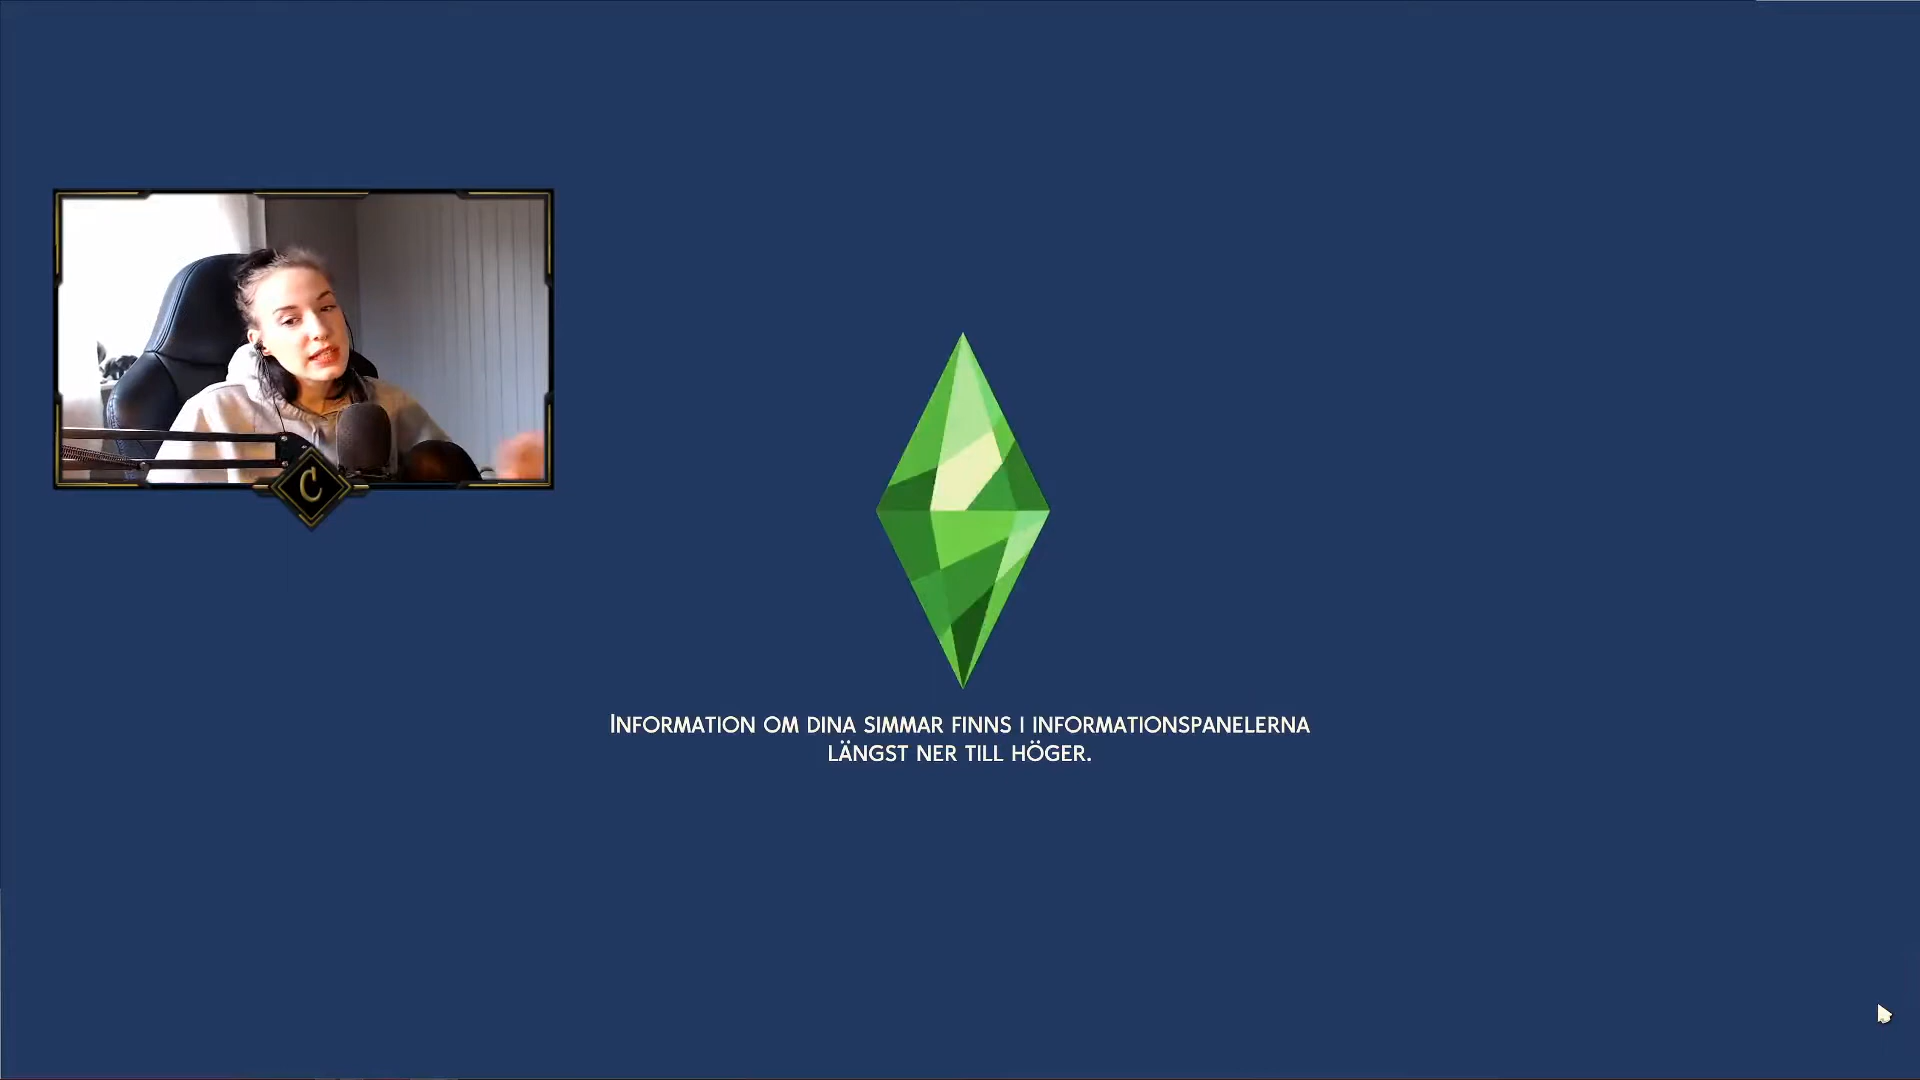 C
INFORMATION OM DINA SIMMAR FINNS I INFORMATIONSPANELERNA
LÄNGST NER TILL HÖGER.